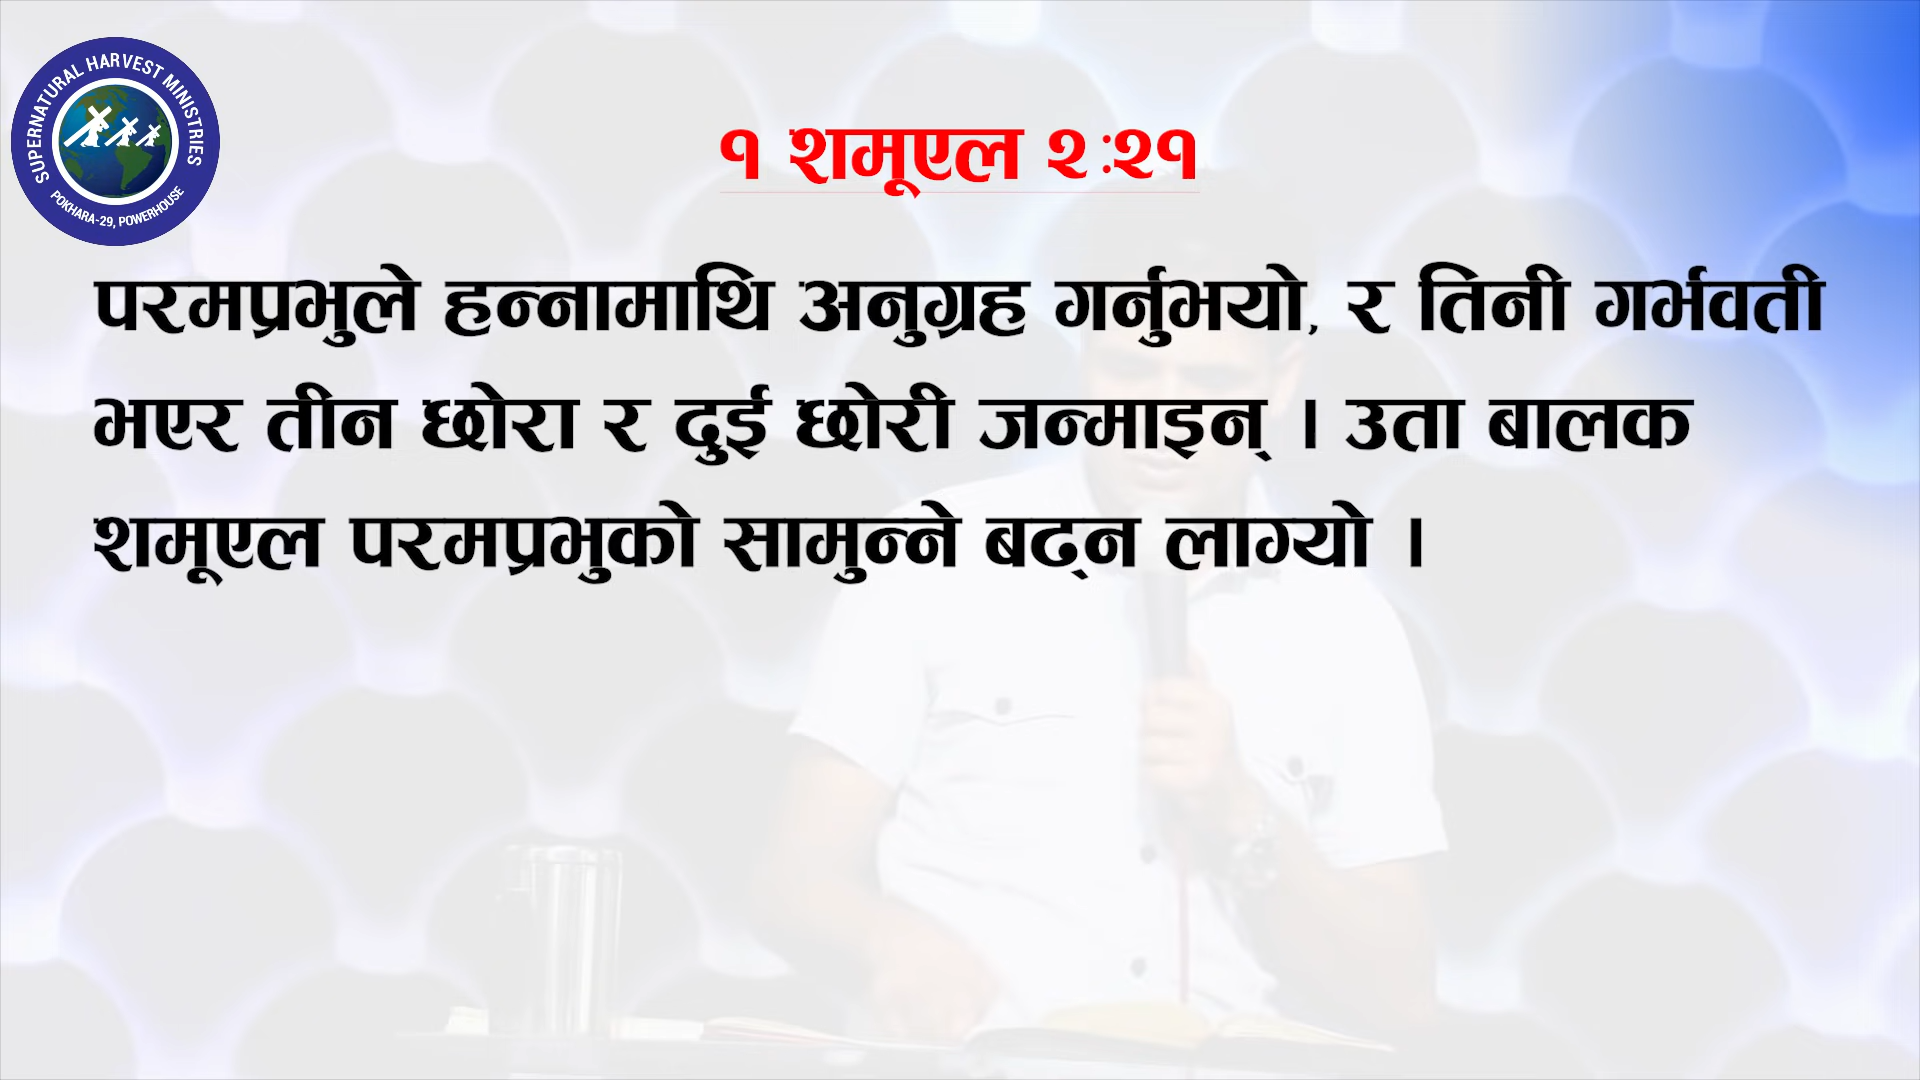 SUPERNATURAL HARVEST MINISTRIES
POKHARA-29, POWERHOUSE
१ शमूएल २ :२१
परमप्रभुले हन्नामाथि अनुग्रह गर्नुभयो, र तिनी गर्भवती
भएर तीन छोरा र दुई छोरी जन्माइन् । उता बालक
शमूएल परमप्रभुको सामुन्ने बढ्न लाग्यो ।